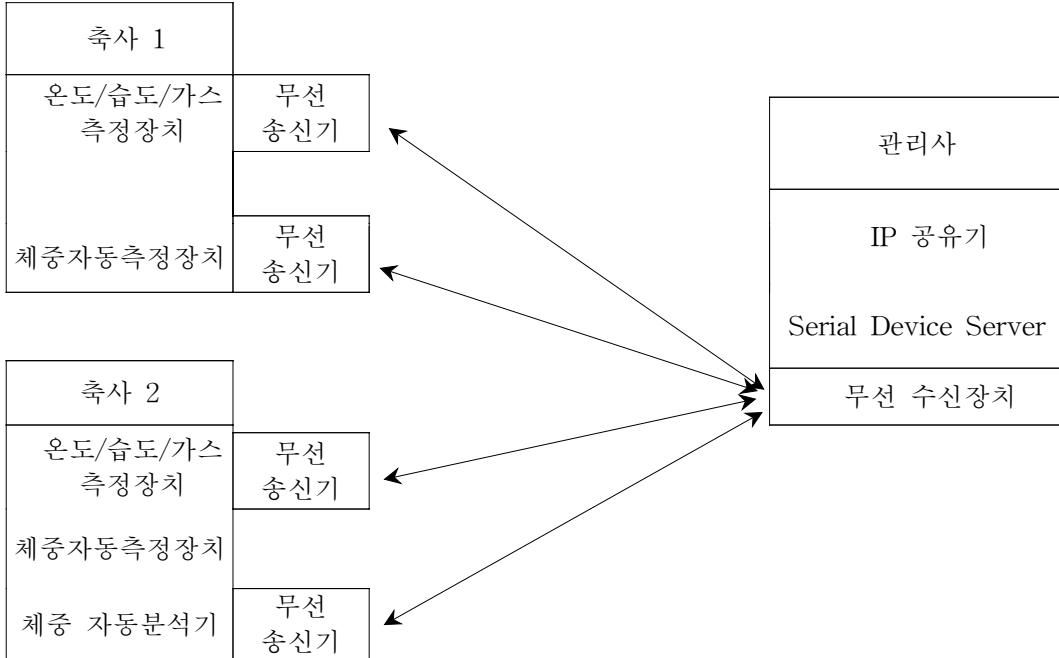 축사 1
온도/습도/가스
측정장치
무선
송신기
체중자동측정장치
무선
송신기
축사 2
온도/습도/가스
측정장치
무선
송신기
체중자동측정장치
체중 자동분석기
무선
송신기
관리사
IP 공유기
Serial Device Server
무선 수신장치